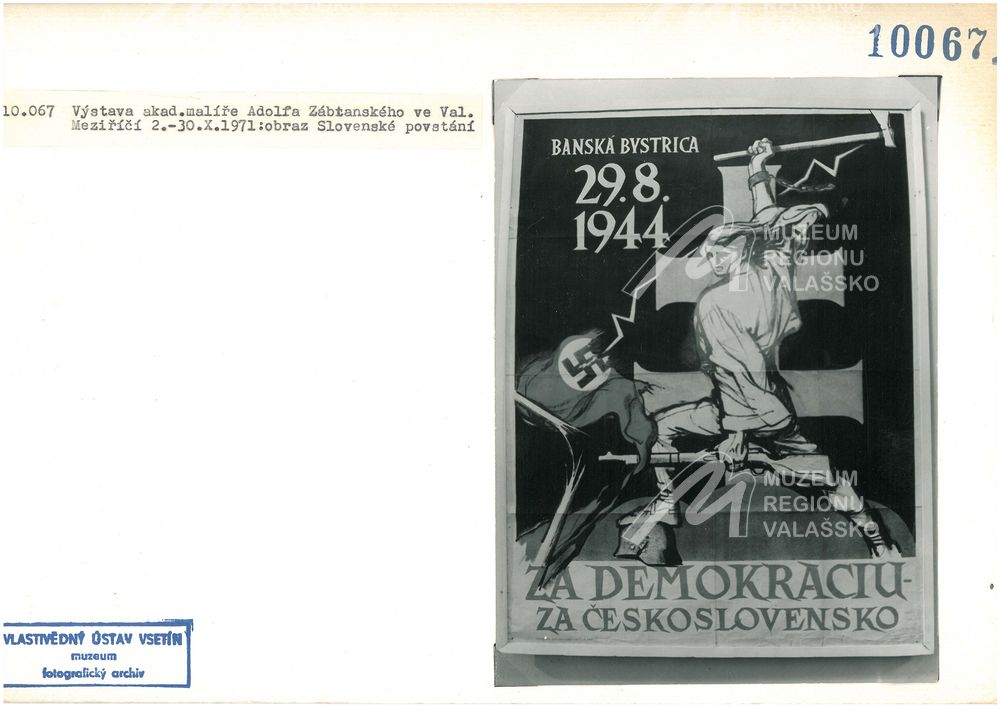 10067
10.067 Výstava akad.malíře Adolfa Zábťanského ve Val.
Meziříčí 2.-30.X.1971:obraz Slovenské povstání
BANSKÁ BYSTRICA
29.8.
1944
MUZEUM
REGIONU
VALAŠSKO
MUZEUM
REGIONU
VALAŠSKO
ZA DEMOKRACIU-
ZA ČESKOSLOVENSKO
VLASTIVĚDNÝ ÚSTAV VSETÍN
muzeum
fotografický archiv